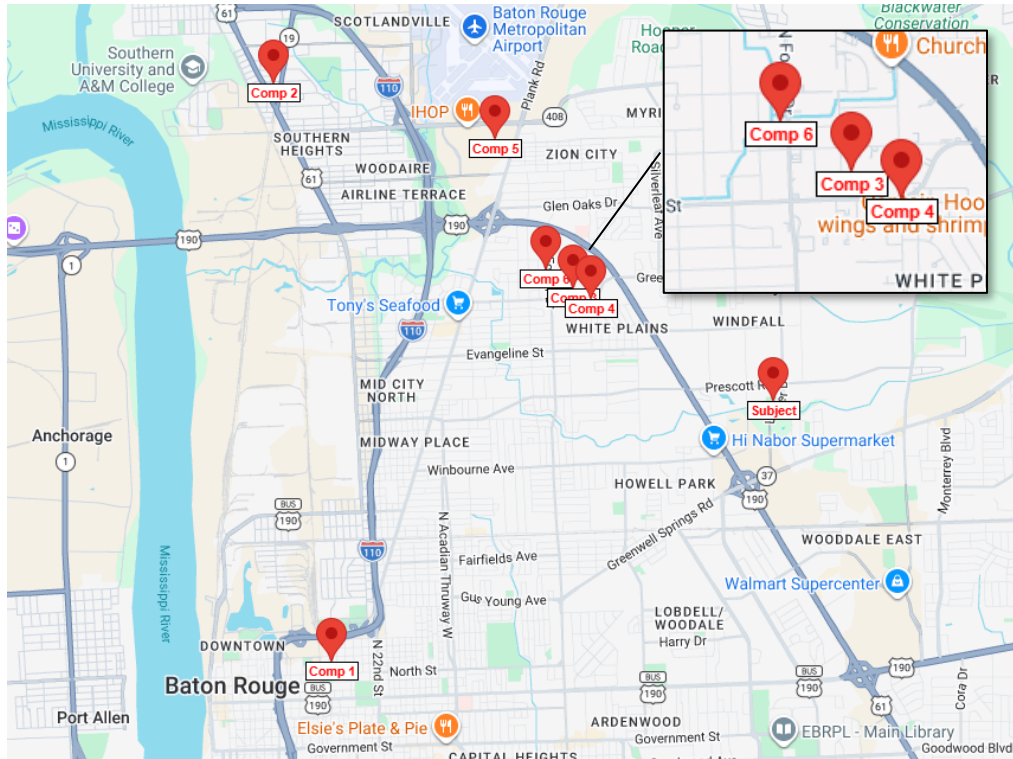 61
SCOTLANDVILLE
Baton Rouge
Metropolitan
Airport
Blackwater
Conservation
19
Southern
University and
A&M College
Comp 2
110
Plank Rd
Hooper
Road
Church
Mississippi River
IHOP
408
Comp 5
MYRI
Comp 6
SOUTHERN
HEIGHTS
ZION CITY
WOODAIRE
Silverleaf Ave
Comp 3
61
AIRLINE TERRACE
Glen Oaks Dr
St
Comp 4
190
190
wings and shrimp
1
Comp 6
Gree
WHITE P
Comp 3
Comp 4
Tony's Seafood
110
WHITE PLAINS
WINDFALL
Evangeline St
MID CITY
NORTH
Prescott R
Subject
Anchorage
MIDWAY PLACE
Hi Nabor Supermarket
1
Winbourne Ave
37
Monterrey Blvd
HOWELL PARK
190
BUS
190
N Acadian Thruway W
Greenwell Springs Rd
110
WOODDALE EAST
Mississippi River
Fairfields Ave
Walmart Supercenter
Gus Young Ave
LOBDELL/
WOODALE
DOWNTOWN
Harry Dr
N 22nd St
Comp 1
North St
BUS
190
Baton Rouge
BUS
190
190
Cora Dr
Port Allen
Elsie's Plate & Pie
ARDENWOOD
61
Government St
Government St
EBRPL - Main Library
CAPITAL HEIGHTS
Goodwood Blvd